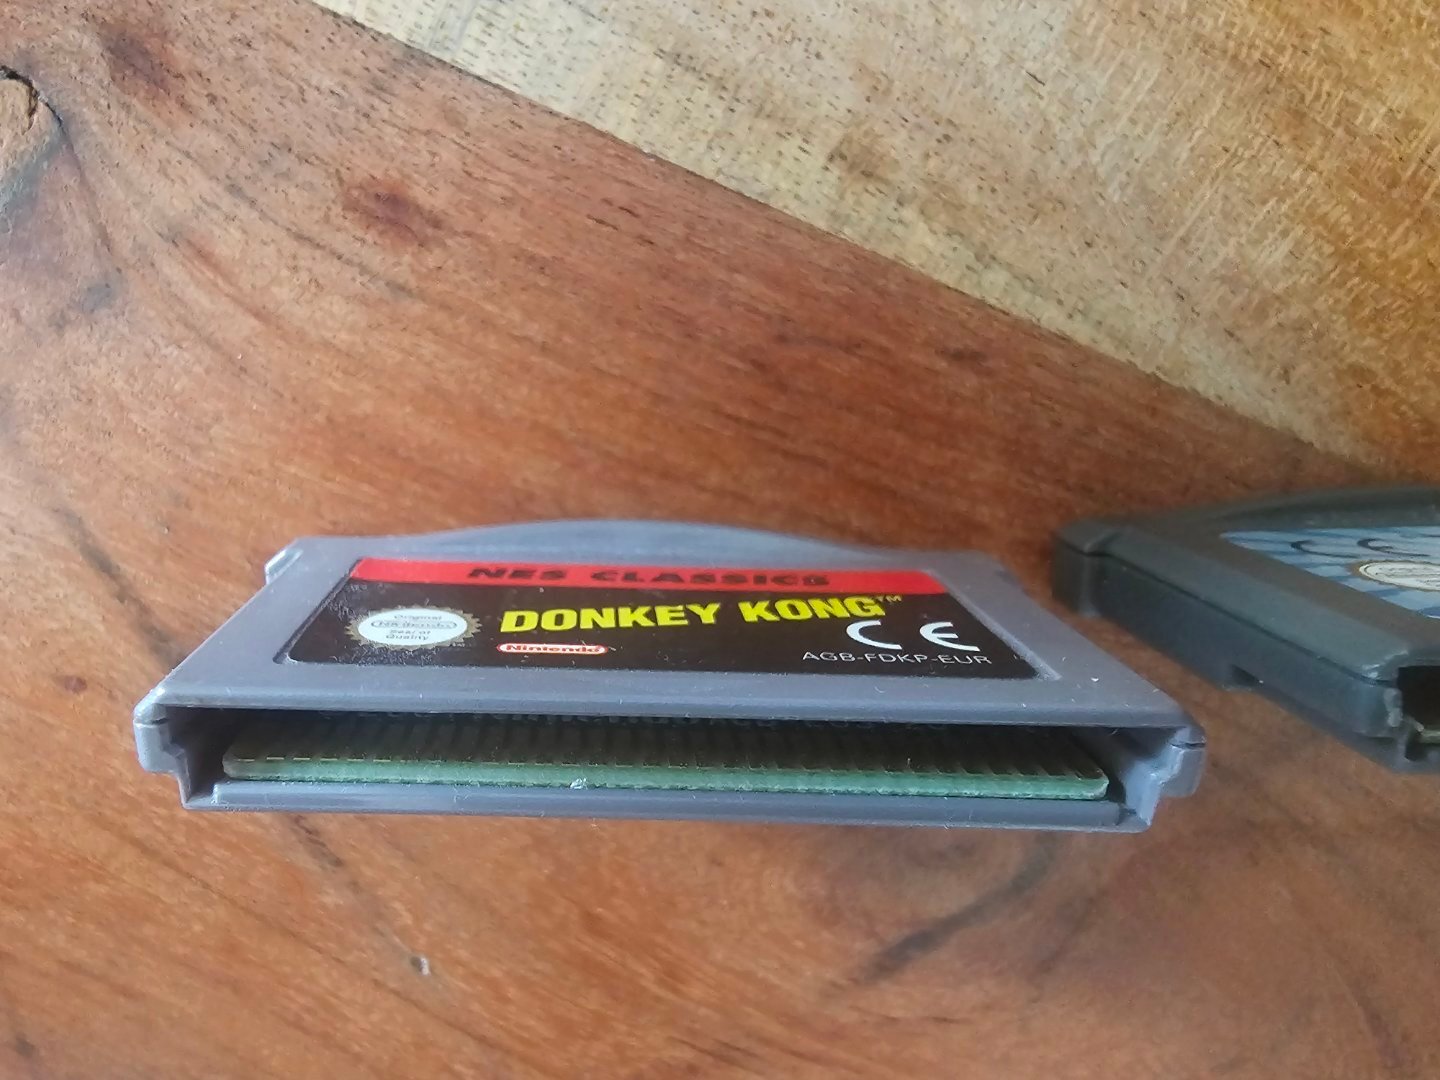 NES CLASSICS
DONKEY KONG™
Original
Nintendo
Seal of
Quality
Nintendo
CE
AGB-FDKP-EUR